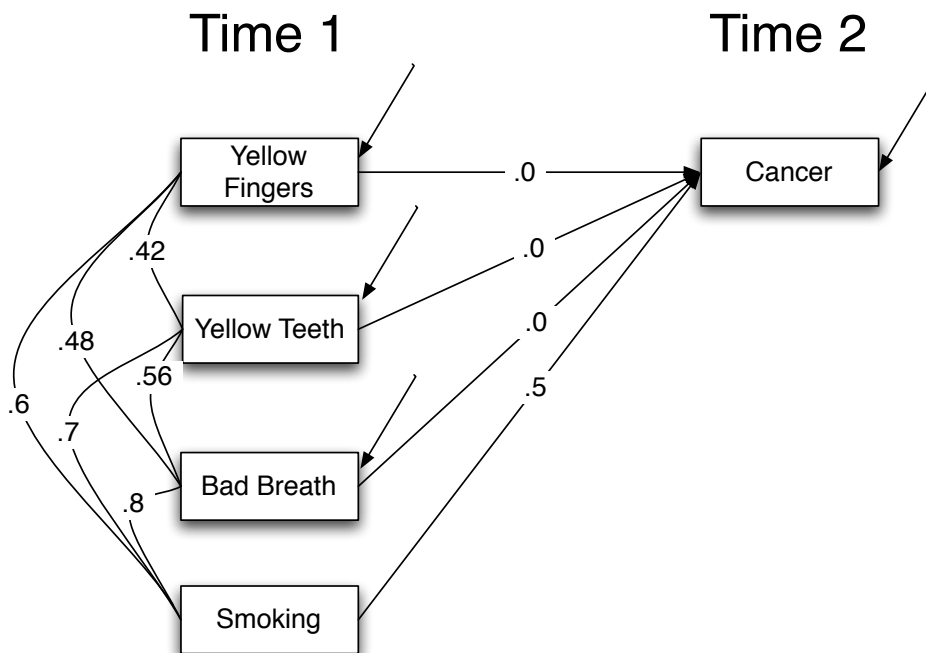 Time 1
Time 2
Yellow
Fingers
.0
Cancer
.42
.0
Yellow Teeth
.0
.48
.56
.5
.6
.7
Bad Breath
.8
Smoking